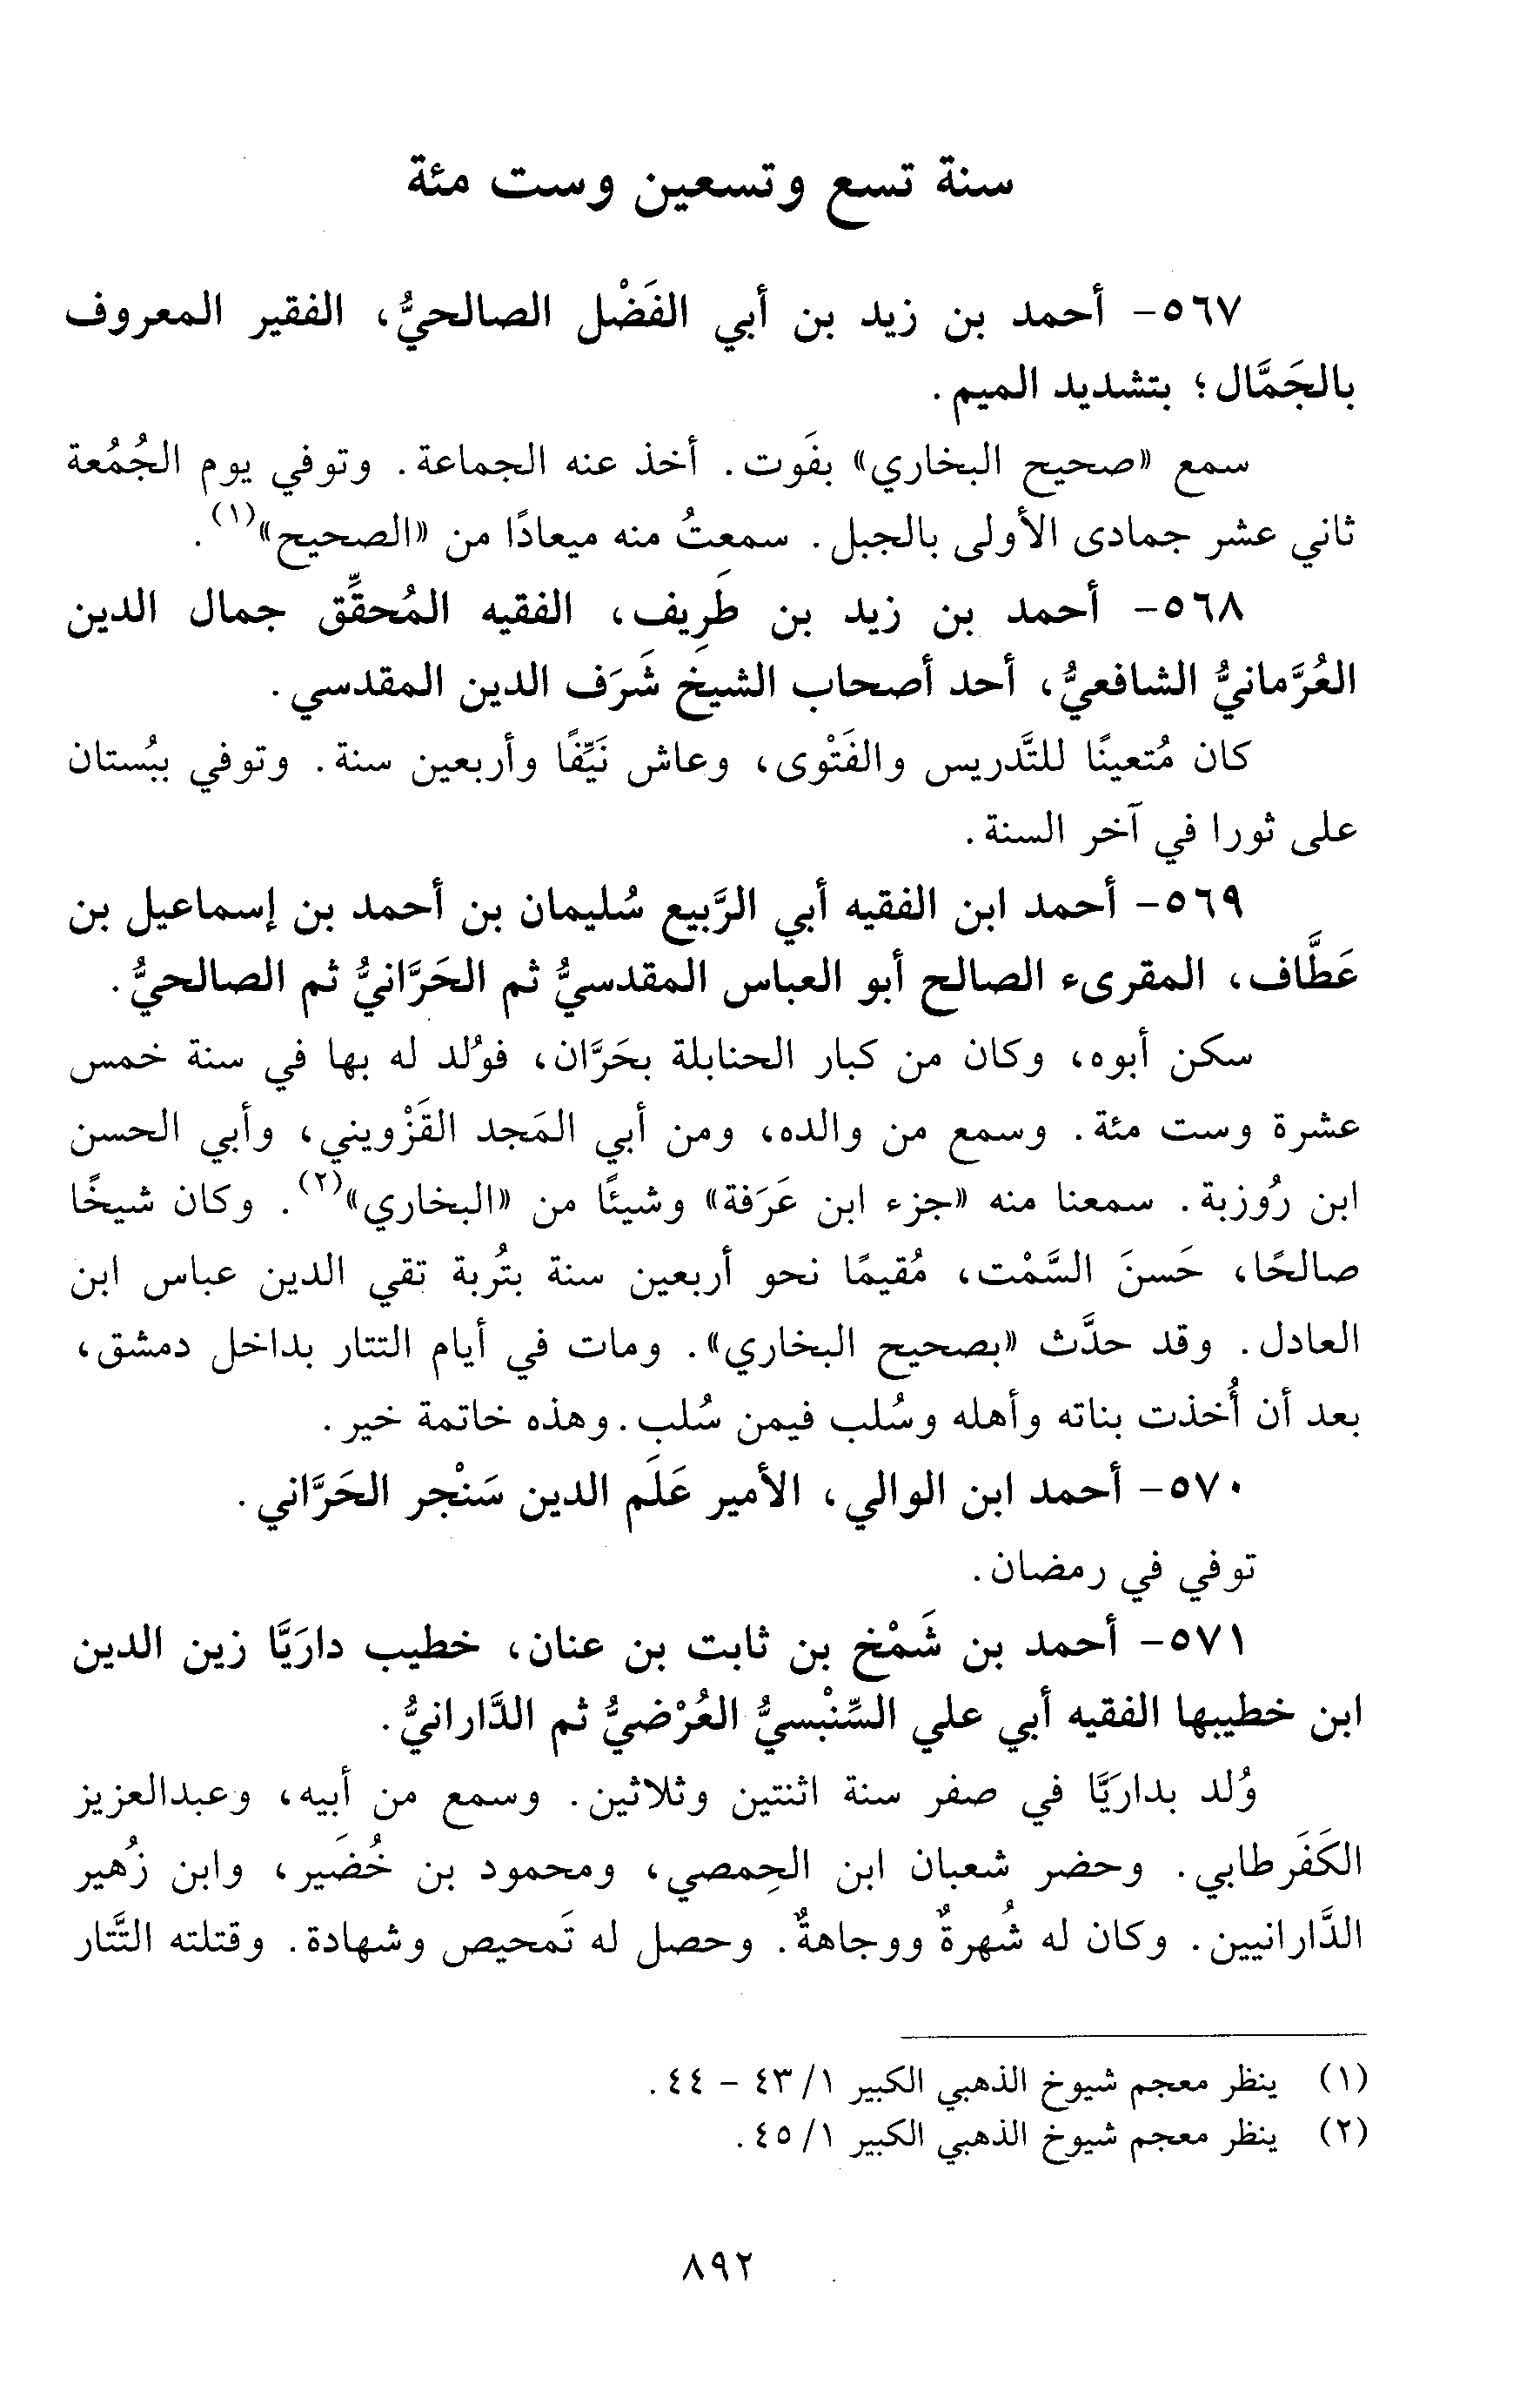 سنة تسع وتسعين وست مئة
٥٦٧- أحمد بن زيد بن أبي الفَضْل الصالحيُّ، الفقير المعروف
بالجَمَّال؛ بتشديد الميم.
سمع «صحيح البخاري» بفَوت. أخذ عنه الجماعة. وتوفي يوم الجُمُعة
ثاني عشر جمادى الأولى بالجبل. سمعتُ منه ميعادًا من «الصحيح»(١).
٥٦٨- أحمد بن زيد بن طَرِيف، الفقيه المُحقِّق جمال الدين
العُرَّمانيُّ الشافعيُّ، أحد أصحاب الشيخ شَرَف الدين المقدسي.
كان مُتعينًا للتَّدريس والفَتْوى، وعاش نَيِّفًا وأربعين سنة. وتوفي ببُستان
على ثورا في آخر السنة.
٥٦٩- أحمد ابن الفقيه أبي الرَّبيع سُليمان بن أحمد بن إسماعيل بن
عَطَّاف، المقرىء الصالح أبو العباس المقدسيُّ ثم الحَرَّانيُّ ثم الصالحيُّ.
سكن أبوه، وكان من كبار الحنابلة بحَرَّان، فوُلد له بها في سنة خمس
عشرة وست مئة. وسمع من والده، ومن أبي المَجد القَزْويني، وأبي الحسن
ابن رُوزبة. سمعنا منه «جزء ابن عَرَفة» وشيئًا من «البخاري»(٢). وكان شيخًا
صالحًا، حَسنَ السَّمْت، مُقيمًا نحو أربعين سنة بتُربة تقي الدين عباس ابن
العادل. وقد حدَّث «بصحيح البخاري». ومات في أيام التتار بداخل دمشق،
بعد أن أُخذت بناته وأهله وسُلب فيمن سُلب. وهذه خاتمة خير.
٥٧٠- أحمد ابن الوالي، الأمير عَلَم الدين سَنْجر الحَرَّاني.
توفي في رمضان.
٥٧١- أحمد بن شَمْخ بن ثابت بن عنان، خطيب دارَيَّا زين الدين
ابن خطيبها الفقيه أبي علي السِّنْبسيُّ العُرْضيُّ ثم الدَّارانيُّ.
وُلد بدارَيَّا في صفر سنة اثنتين وثلاثين. وسمع من أبيه، وعبدالعزيز
الكَفَرطابي. وحضر شعبان ابن الحِمصي، ومحمود بن خُضَير، وابن زُهير
الدَّارانيين. وكان له شُهرةٌ ووجاهةٌ. وحصل له تَمحيص وشهادة. وقتلته التَّتار
(١) ينظر معجم شيوخ الذهبي الكبير ١/ ٤٣ - ٤٤.
(٢) ينظر معجم شيوخ الذهبي الكبير ١/ ٤٥.
٨٩٢